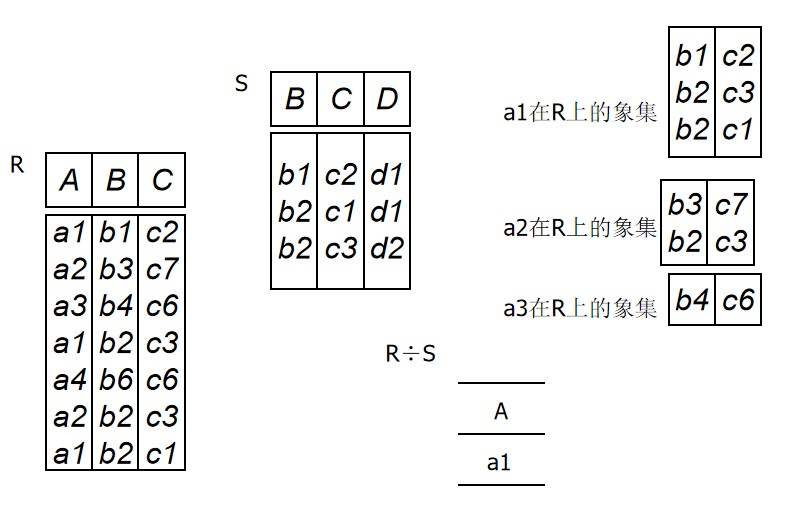 R
A B C
a1 b1 c2
a2 b3 c7
a3 b4 c6
a1 b2 c3
a4 b6 c6
a2 b2 c3
a1 b2 c1
S
B C D
b1 c2 d1
b2 c1 d1
b2 c3 d2
a1在R上的象集
b1 c2
b2 c3
b2 c1
a2在R上的象集
b3 c7
b2 c3
a3在R上的象集
b4 c6
R÷S
A
a1